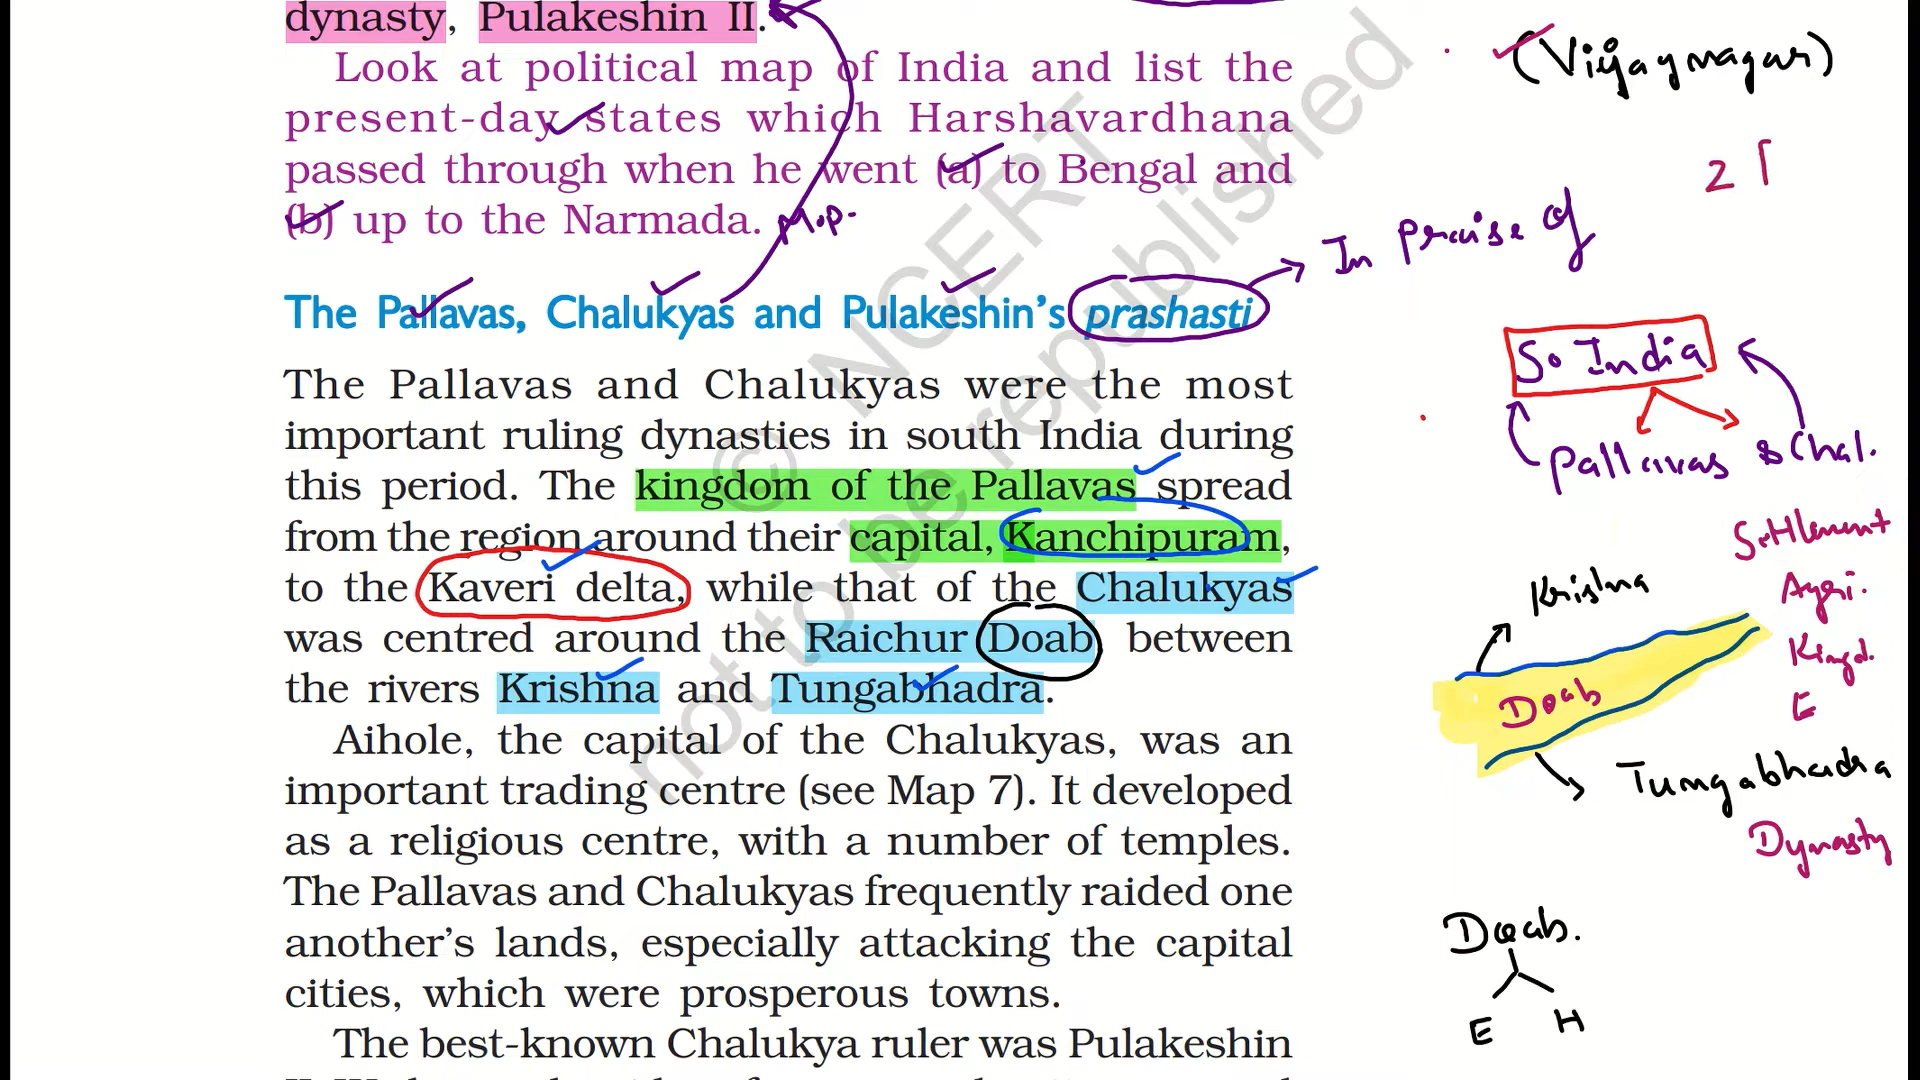 dynasty, Pulakeshin II.
Look at political map of India and list the
present-day states which Harshavardhana
passed through when he went (a) to Bengal and
(b) up to the Narmada. Map.
The Pallavas, Chalukyas and Pulakeshin's prashasti
The Pallavas and Chalukyas were the most
important ruling dynasties in south India during
this period. The kingdom of the Pallavas spread
from the region around their capital, Kanchipuram,
to the Kaveri delta, while that of the Chalukyas
was centred around the Raichur Doab between
the rivers Krishna and Tungabhadra.
Aihole, the capital of the Chalukyas, was an
important trading centre (see Map 7). It developed
as a religious centre, with a number of temples.
The Pallavas and Chalukyas frequently raided one
another's lands, especially attacking the capital
cities, which were prosperous towns.
The best-known Chalukya ruler was Pulakeshin
© NCERT
not to be republished
(Vijaynagar)
2
In praise of
So India
Pallavas & Chal.
Settlement
Krishna
Agri.
Kingd.
E
Doab
Tungabhadra
Dynasty
Doab.
E H